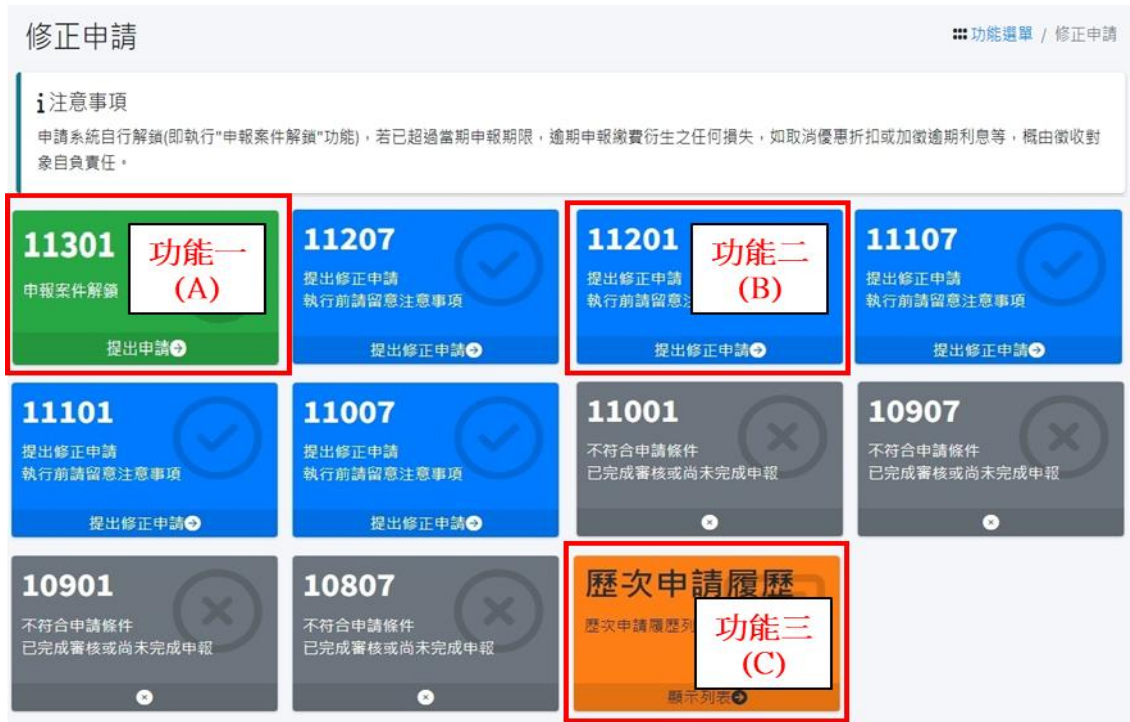 修正申請
功能選單 / 修正申請
i 注意事項
申請系統自行解鎖(即執行"申報案件解鎖"功能)，若已超過當期申報期限，逾期申報繳費衍生之任何損失，如取消優惠折扣或加徵逾期利息等，概由徵收對
象自負責任。
11301
申報案件解鎖
提出申請
功能一
(A)
11207
提出修正申請
執行前請留意注意事項
提出修正申請
11201
提出修正申請
執行前請留意注
提出修正申請
功能二
(B)
11107
提出修正申請
執行前請留意注意事項
提出修正申請
11101
提出修正申請
執行前請留意注意事項
提出修正申請
11007
提出修正申請
執行前請留意注意事項
提出修正申請
11001
不符合申請條件
已完成審核或尚未完成申報
10907
不符合申請條件
已完成審核或尚未完成申報
10901
不符合申請條件
已完成審核或尚未完成申報
10807
不符合申請條件
已完成審核或尚未完成申報
歷次申請履歷
歷次申請履歷列
顯示列表
功能三
(C)